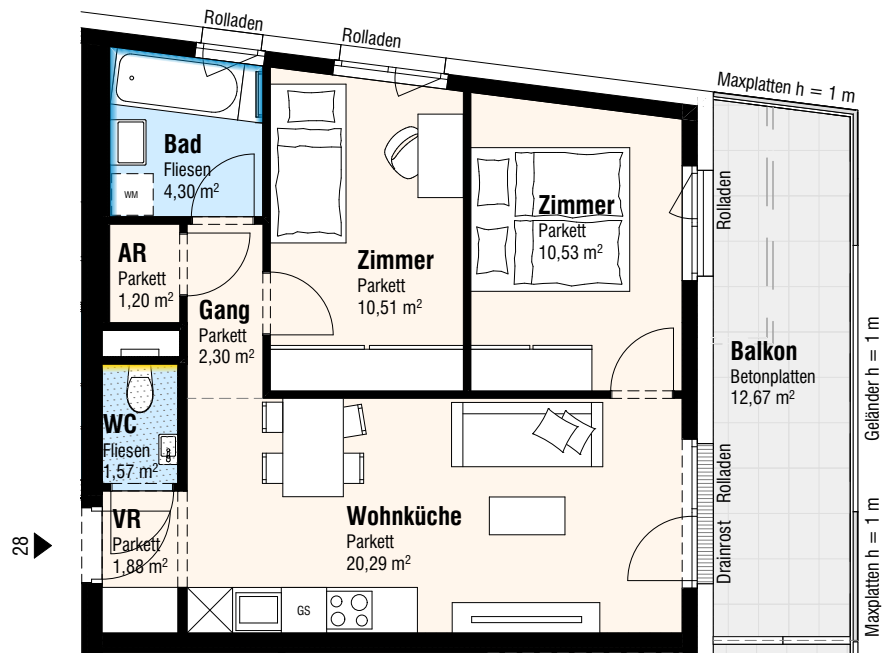 Rolladen
Rolladen
Maxplatten h = 1 m
Bad
Fliesen
4,30 m²
WM
Zimmer
Parkett
10,51 m²
Zimmer
Parkett
10,53 m²
Rolladen
AR
Parkett
1,20 m²
Gang
Parkett
2,30 m²
Balkon
Betonplatten
12,67 m²
Geländer h = 1 m
WC
Fliesen
1,57 m²
Rolladen
Drainrost
Maxplatten h = 1 m
28
VR
Parkett
1,88 m²
Wohnküche
Parkett
20,29 m²
GS